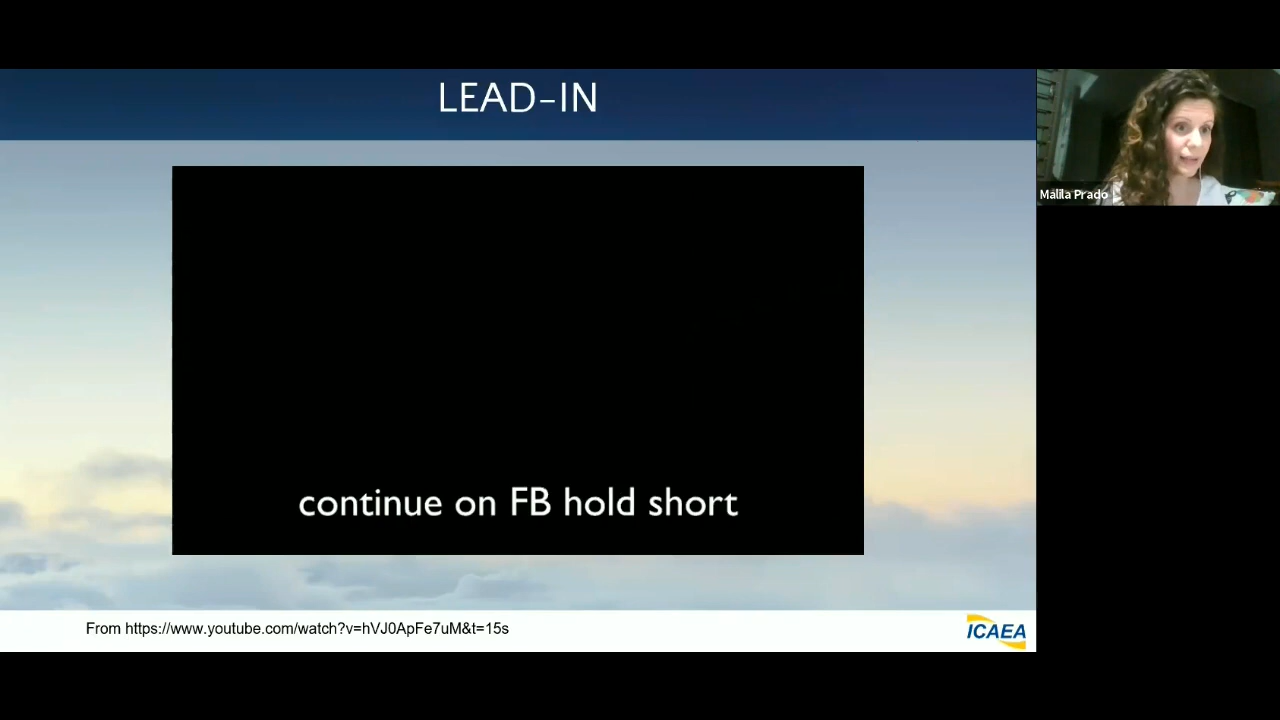 LEAD-IN
Malila Prado
continue on FB hold short
From https://www.youtube.com/watch?v=hVJ0ApFe7uM&t=15s
ICAEA